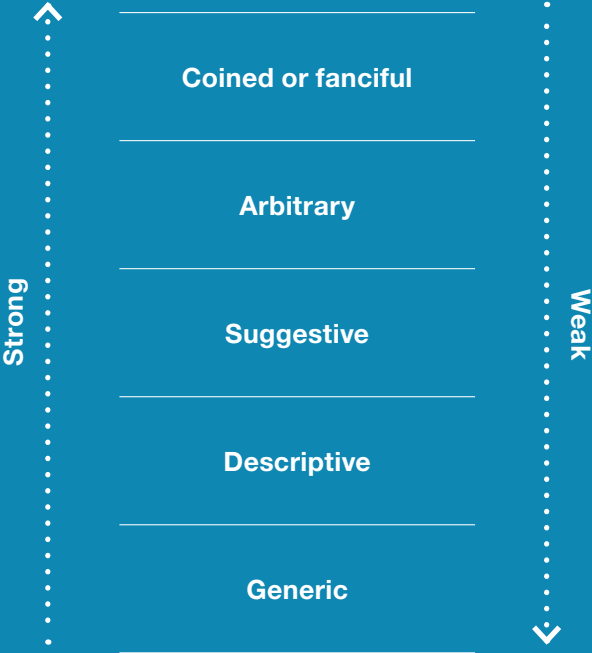 Coined or fanciful
Arbitrary
Strong
Suggestive
Weak
Descriptive
Generic